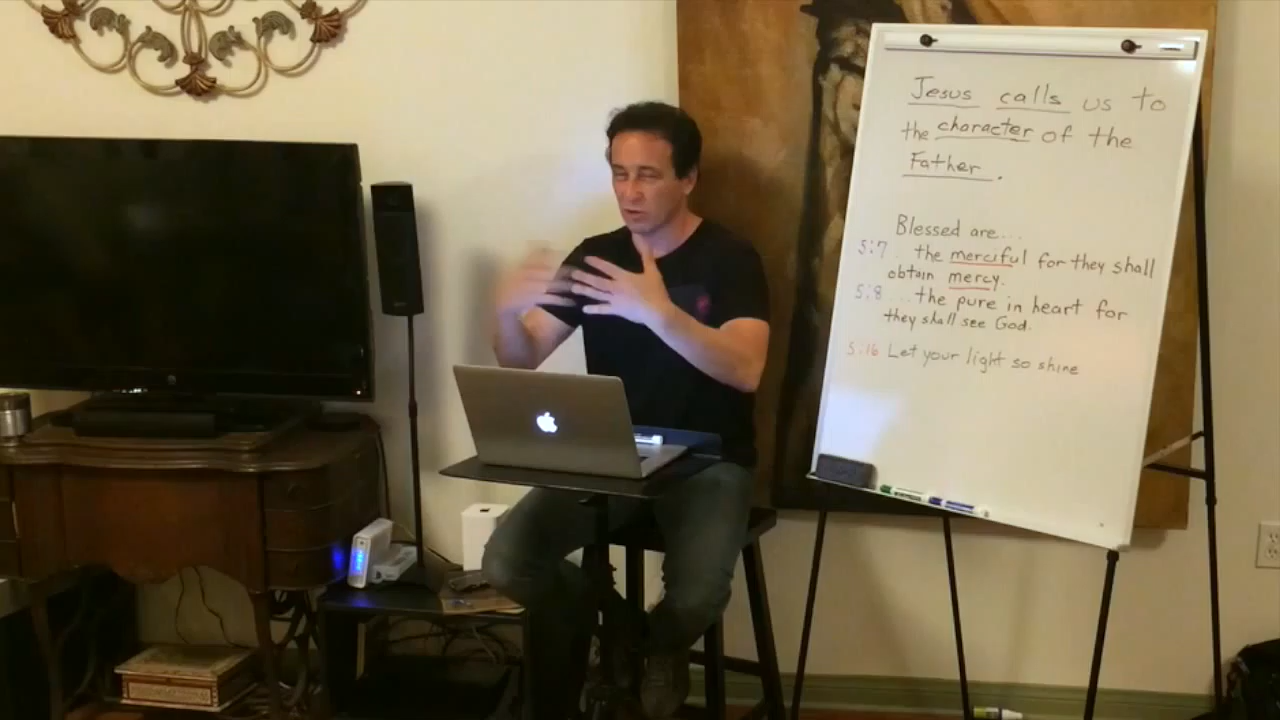 Jesus calls us to
the character of the
Father.
Blessed are...
5:7 .. the merciful for they shall
obtain mercy.
5:8 ... the pure in heart for
they shall see God.
5:16 Let your light so shine